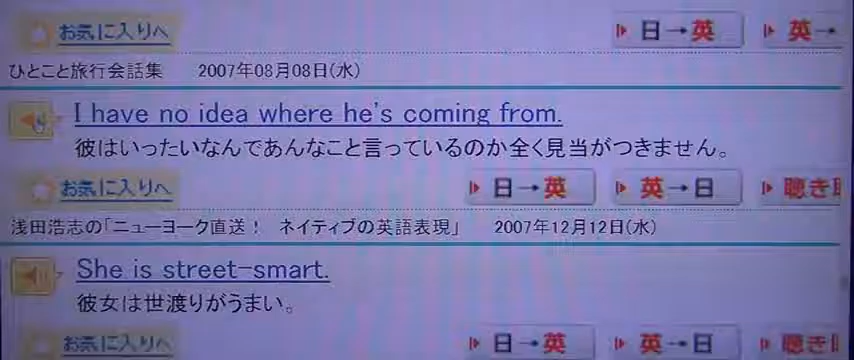 お気に入りへ 日→英 英→
ひとこと旅行会話集 2007年08月08日(水)
I have no idea where he's coming from.
彼はいったいなんであんなこと言っているのか全く見当がつきません。
お気に入りへ 日→英 英→日 聴き
浅田浩志の「ニューヨーク直送！ ネイティブの英語表現」 2007年12月12日(水)
She is street-smart.
彼女は世渡りがうまい。
お気に入りへ 日→英 英→日 聴き